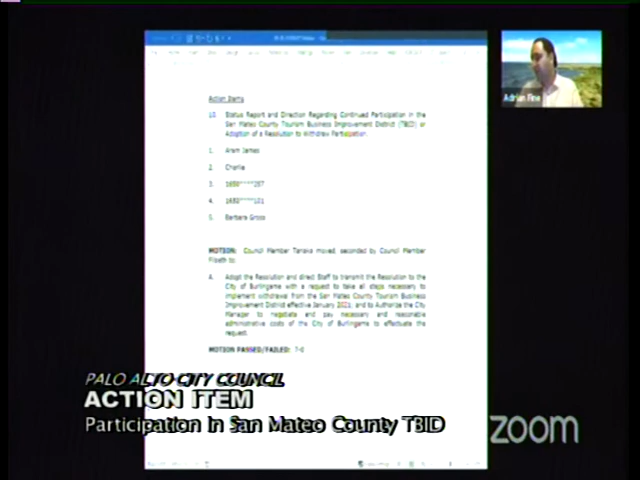 Action Items
10. Status Report and Direction Regarding Continued Participation in the
San Mateo County Tourism Business Improvement District (TBID) or
Adoption of a Resolution to Withdraw Participation.
1. Aram James
2. Charlie
3. 1650****257
4. 1650****101
5. Barbara Gross
MOTION: Council Member Tanaka moved, seconded by Council Member
to
A. Adopt the Resolution and direct Staff to transmit the Resolution to the
City of Burlingame with a request to take all steps necessary to
implement withdrawal from the San Mateo County Tourism Business
Improvement District effective January 2021; and to Authorize the City
Manager to negotiate and pay necessary and reasonable
administrative costs of the City of Burlingame to effectuate the
request.
MOTION PASSED/FAILED: 7-0
Adrian Fine
PALO ALTO CITY COUNCIL
ACTION ITEM
Participation in San Mateo County TBID
zoom